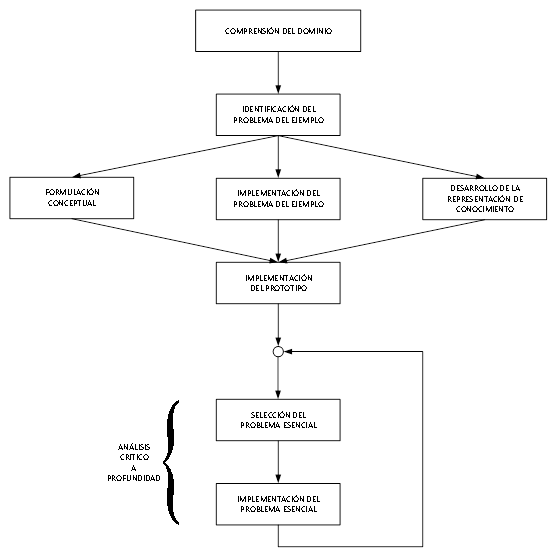 COMPRENSIÓN DEL DOMINIO
IDENTIFICACIÓN DEL
PROBLEMA DEL EJEMPLO
FORMULACIÓN
CONCEPTUAL
IMPLEMENTACIÓN DEL
PROBLEMA DEL EJEMPLO
DESARROLLO DE LA
REPRESENTACIÓN DE
CONOCIMIENTO
IMPLEMENTACIÓN
DEL PROTOTIPO
SELECCIÓN DEL
PROBLEMA ESENCIAL
ANÁLISIS
CRÍTICO
A
PROFUNDIDAD
IMPLEMENTACIÓN DEL
PROBLEMA ESENCIAL